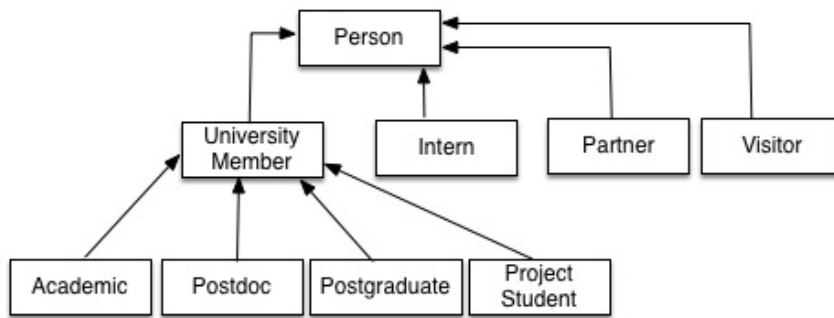 Person
University
Member
Intern
Partner
Visitor
Academic
Postdoc
Postgraduate
Project
Student